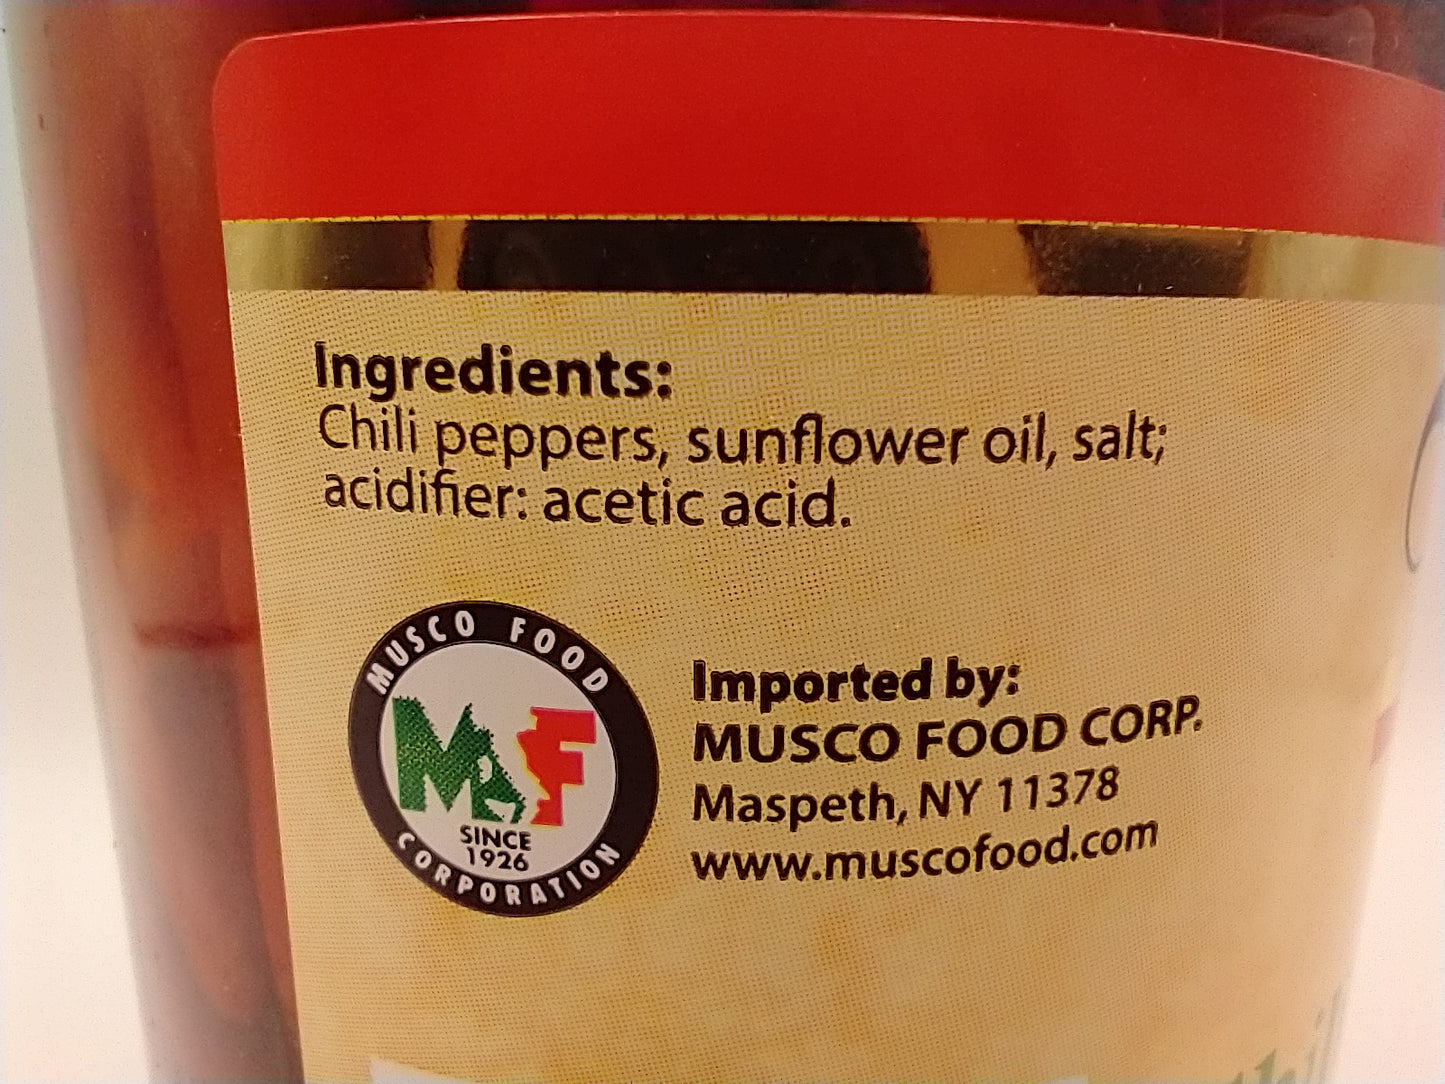 Ingredients:
Chili peppers, sunflower oil, salt;
acidifier: acetic acid.
MUSCO FOOD
MF
SINCE
1926
CORPORATION
Imported by:
MUSCO FOOD CORP.
Maspeth, NY 11378
www.muscofood.com